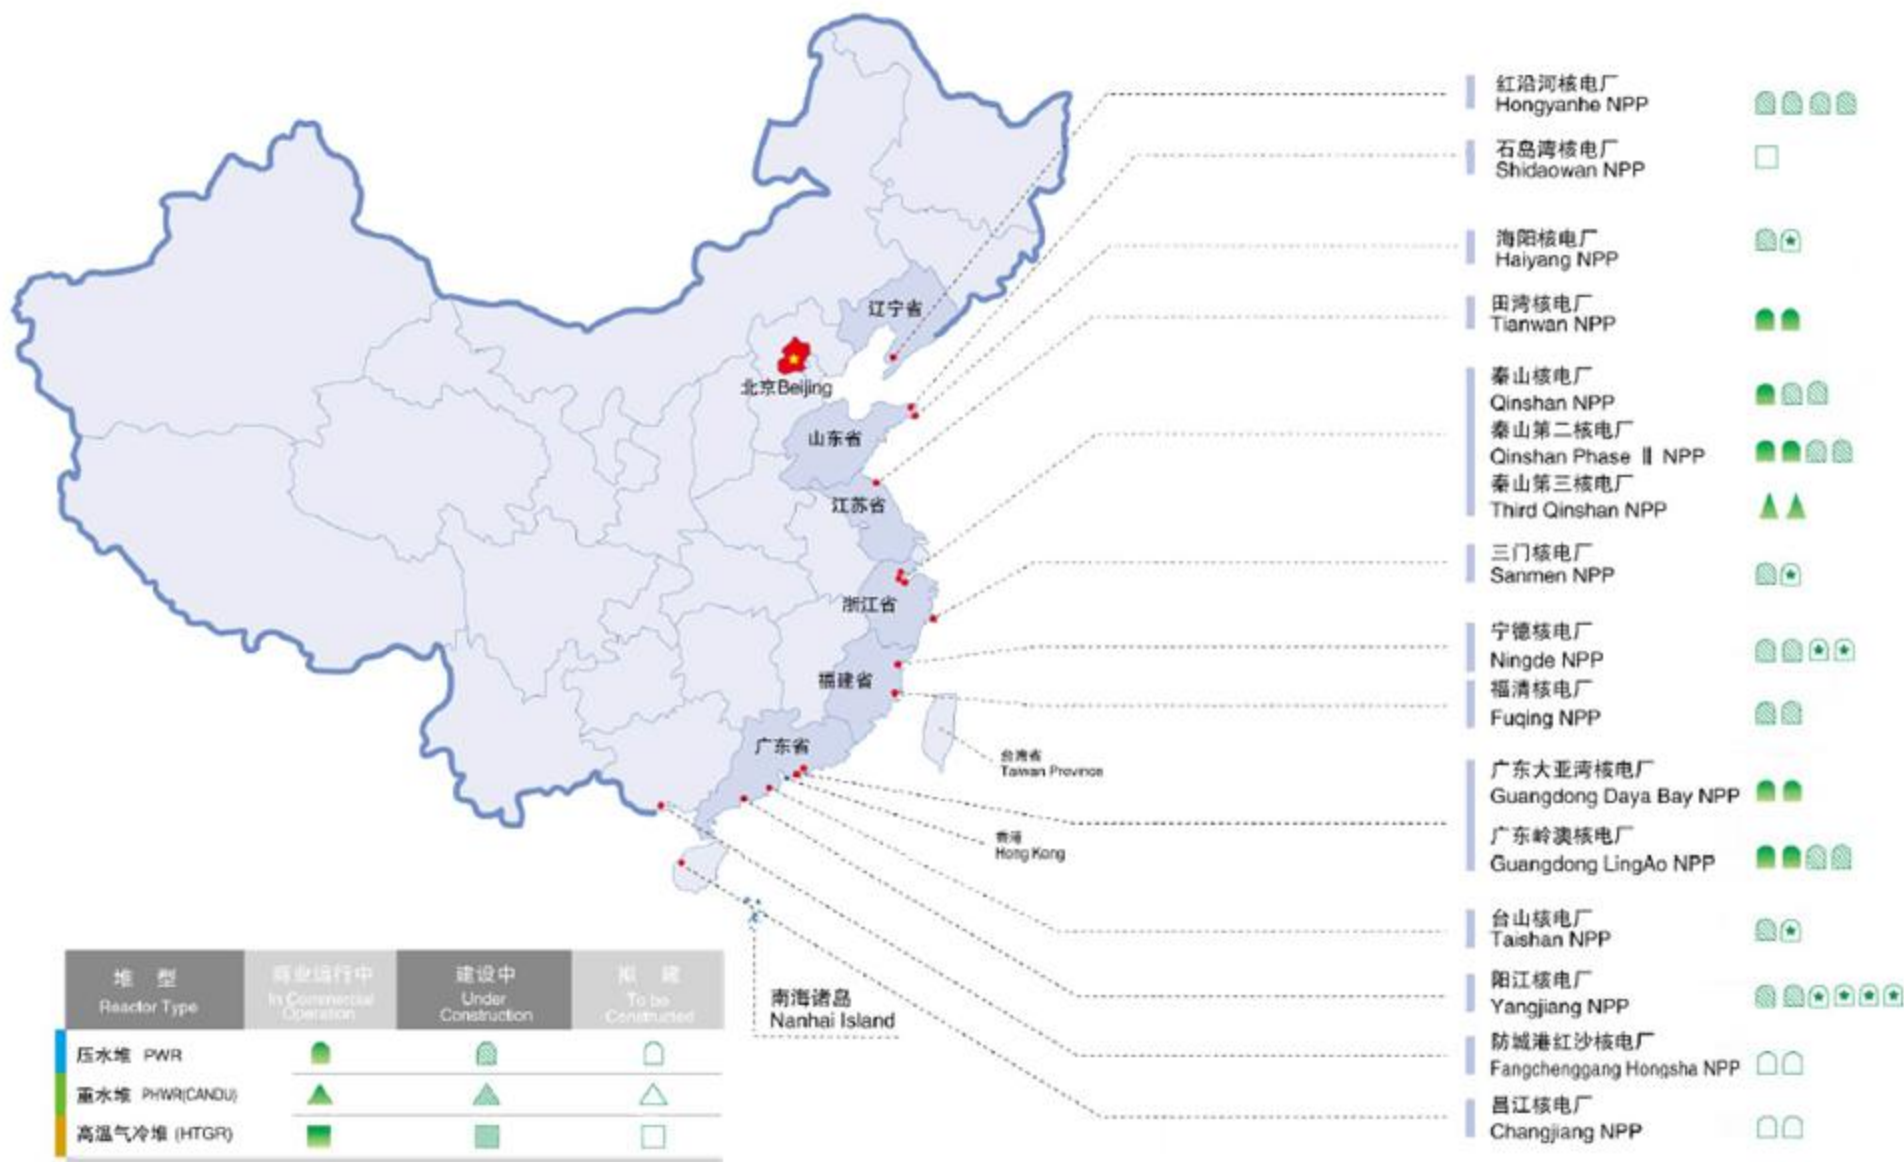 红沿河核电厂
Hongyanhe NPP
石岛湾核电厂
Shidaowan NPP
海阳核电厂
Haiyang NPP
田湾核电厂
Tianwan NPP
秦山核电厂
Qinshan NPP
秦山第二核电厂
Qinshan Phase Ⅱ NPP
秦山第三核电厂
Third Qinshan NPP
三门核电厂
Sanmen NPP
宁德核电厂
Ningde NPP
福清核电厂
Fuqing NPP
广东大亚湾核电厂
Guangdong Daya Bay NPP
广东岭澳核电厂
Guangdong LingAo NPP
台山核电厂
Taishan NPP
阳江核电厂
Yangjiang NPP
防城港红沙核电厂
Fangchenggang Hongsha NPP
昌江核电厂
Changjiang NPP
辽宁省
北京Beijing
山东省
江苏省
浙江省
福建省
广东省
台湾省
Taiwan Province
香港
Hong Kong
南海诸岛
Nanhai Island
堆 型 商业运行中 建设中 拟 建
Reactor Type In Commercial Operation Under Construction To be Constructed
压水堆 PWR
重水堆 PHWR(CANDU)
高温气冷堆 (HTGR)